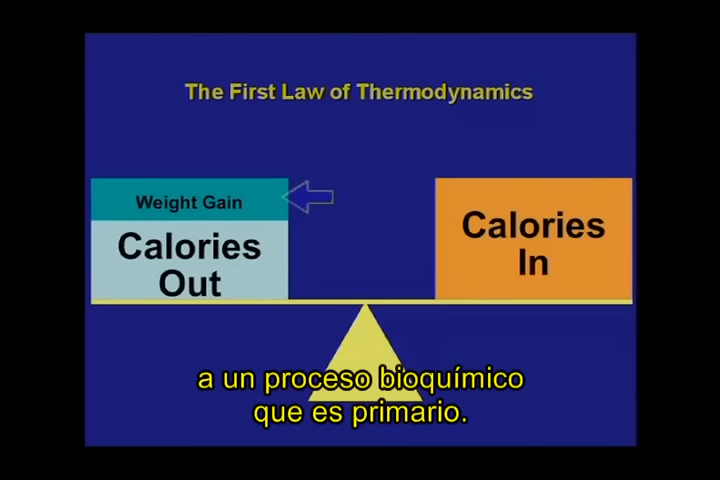 The First Law of Thermodynamics
Weight Gain
Calories
Out
Calories
In
a un proceso bioquímico
que es primario.